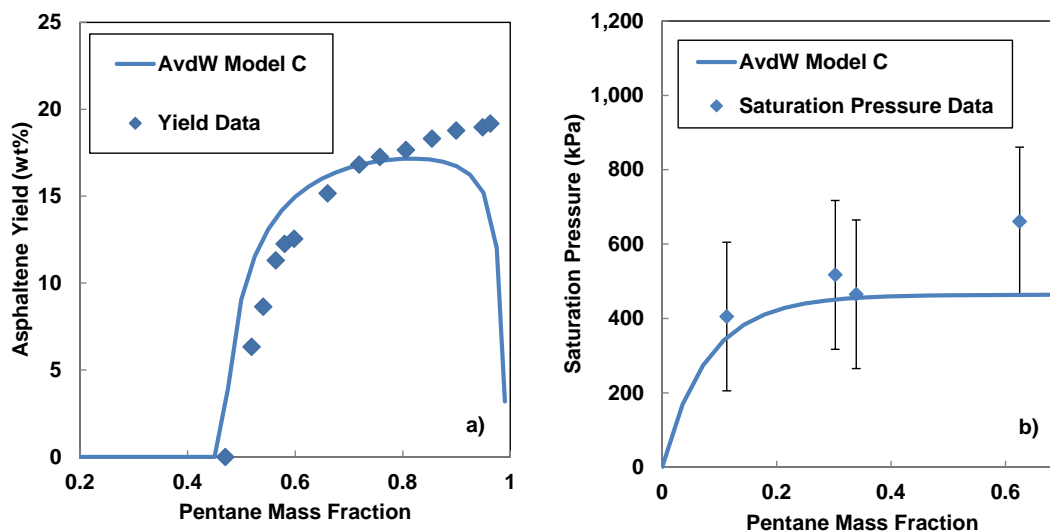 25
20
15
10
5
0
Asphaltene Yield (wt%)
AvdW Model C
Yield Data
a)
0.2
0.4
0.6
0.8
1
Pentane Mass Fraction
1,200
1,000
800
600
400
200
0
Saturation Pressure (kPa)
AvdW Model C
Saturation Pressure Data
b)
0
0.2
0.4
0.6
Pentane Mass Fraction